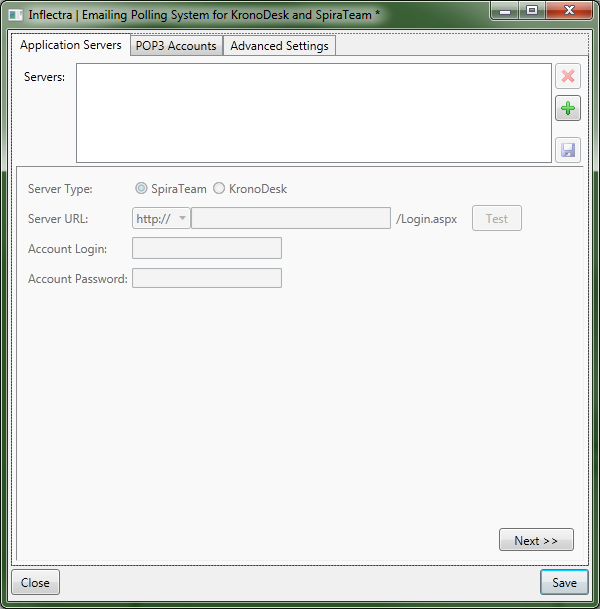 Inflectra | Emailing Polling System for KronoDesk and SpiraTeam *
Application Servers POP3 Accounts Advanced Settings
Servers:
Server Type: SpiraTeam KronoDesk
Server URL: http:// /Login.aspx Test
Account Login:
Account Password:
Next >>
Close Save